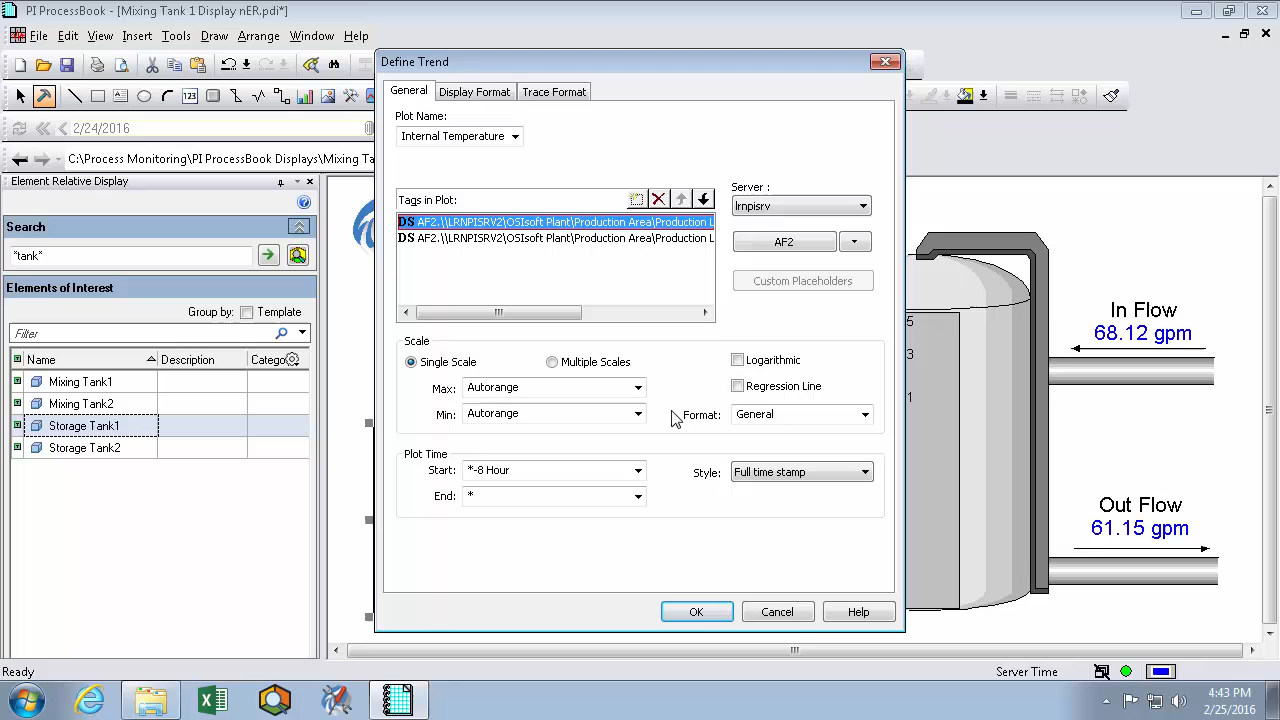 PI ProcessBook - [Mixing Tank 1 Display nER.pdi*]
File Edit View Insert Tools Draw Arrange Window Help
123
2/24/2016
C:\Process Monitoring\PI ProcessBook Displays\Mixing Ta
Element Relative Display
Search
*tank*
Elements of Interest
Group by: Template
Filter
Name Description Catego
Mixing Tank1
Mixing Tank2
Storage Tank1
Storage Tank2
Define Trend
General Display Format Trace Format
Plot Name:
Internal Temperature
Tags in Plot:
DS AF2.\\LRNPISRV2\OSIsoft Plant\Production Area\Production L
DS AF2.\\LRNPISRV2\OSIsoft Plant\Production Area\Production L
Server :
lrnpisrv
AF2
Custom Placeholders
Scale
Single Scale Multiple Scales Logarithmic
Max: Autorange Regression Line
Min: Autorange Format: General
Plot Time
Start: *-8 Hour Style: Full time stamp
End: *
OK Cancel Help
5
3
1
In Flow
68.12 gpm
Out Flow
61.15 gpm
Ready Server Time
4:43 PM
2/25/2016